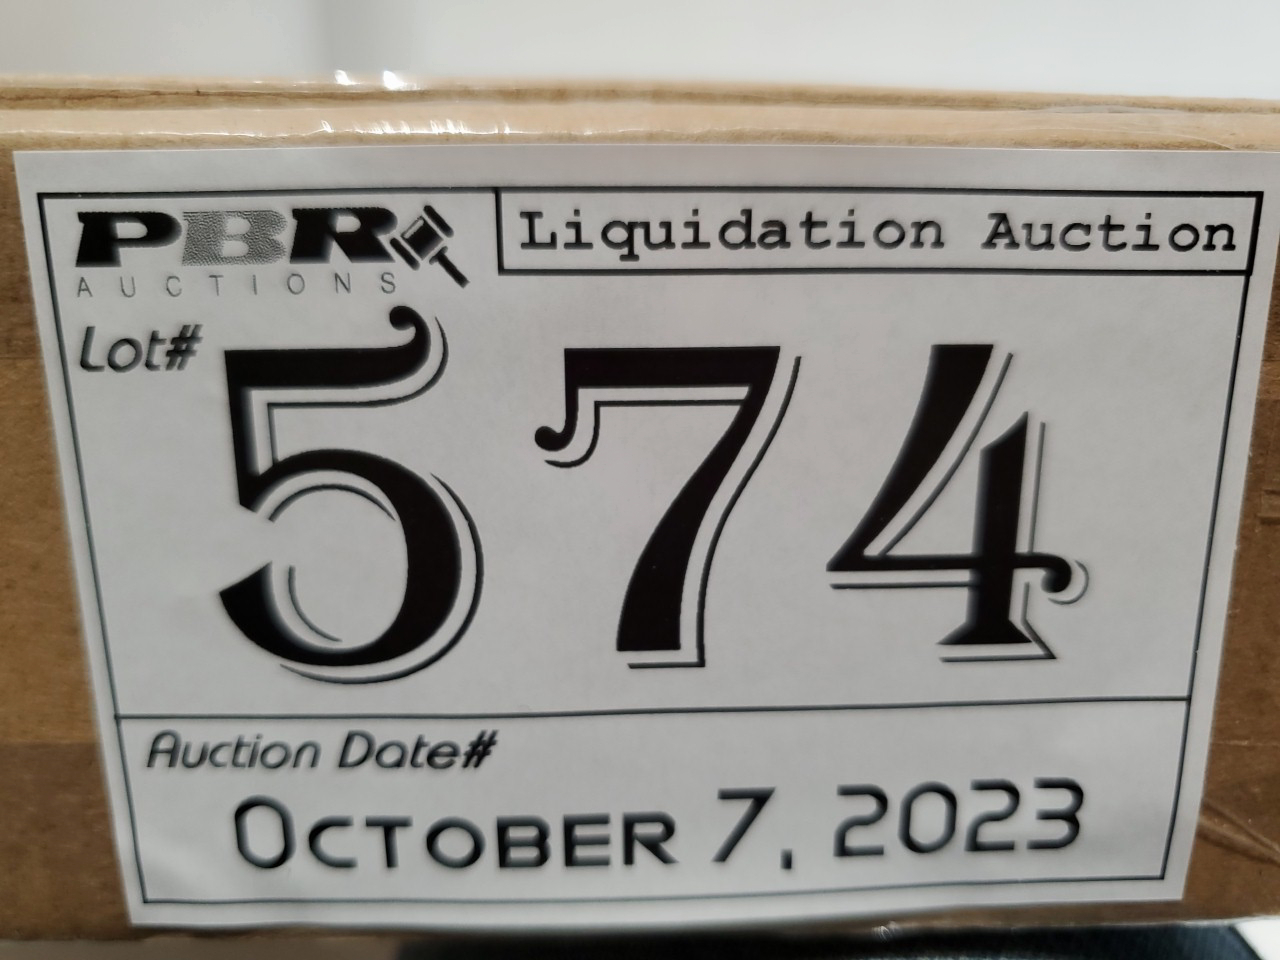 PBR
AUCTIONS
Liquidation Auction
Lot#
574
Auction Date#
OCTOBER 7, 2023